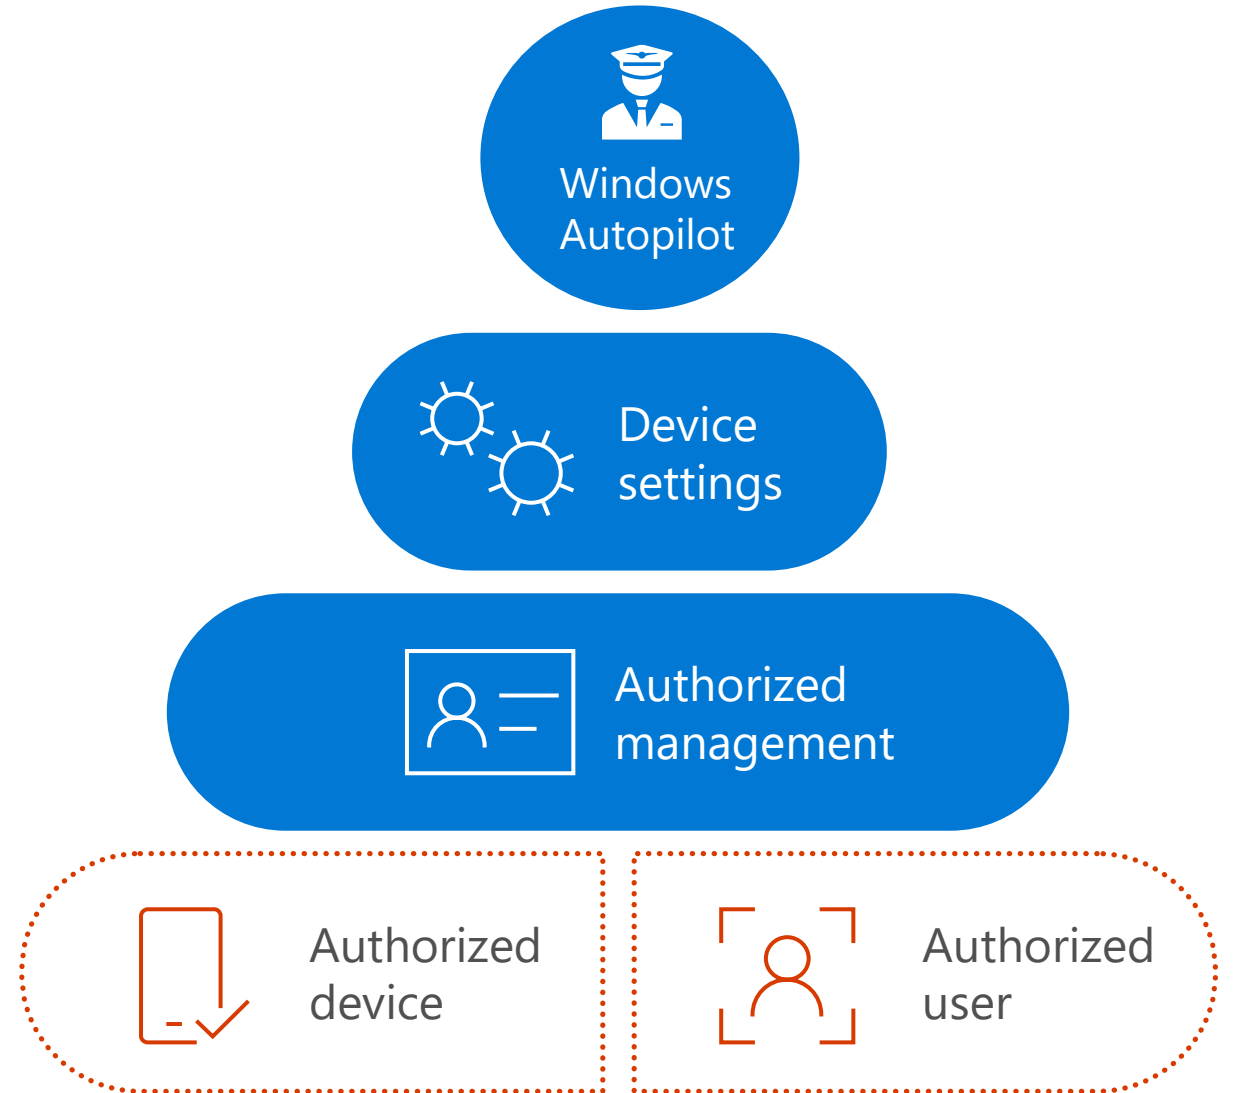 Windows
Autopilot
Device
settings
Authorized
management
Authorized
device
Authorized
user